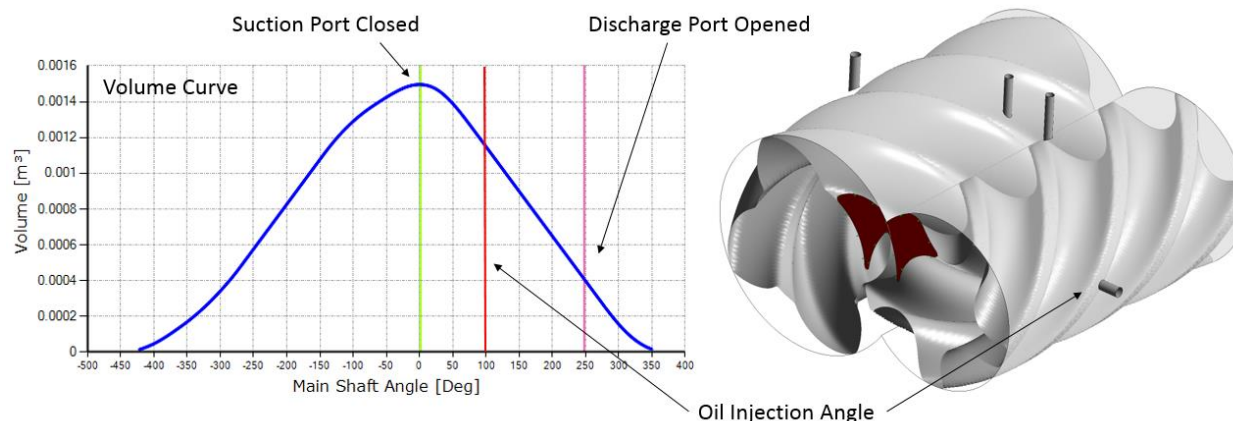 Suction Port Closed
Discharge Port Opened
Volume Curve
Volume [m³]
0.0016
0.0014
0.0012
0.001
0.0008
0.0006
0.0004
0.0002
0
-500 -450 -400 -350 -300 -250 -200 -150 -100 -50 0 50 100 150 200 250 300 350 400
Main Shaft Angle [Deg]
Oil Injection Angle